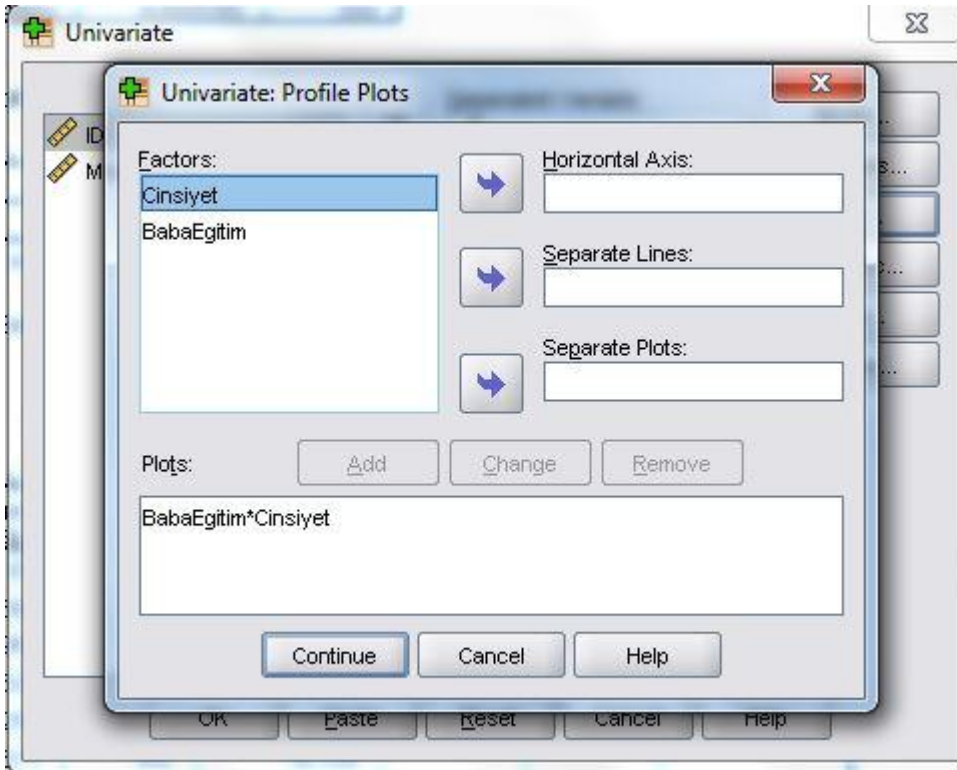 Univariate
Univariate: Profile Plots
ID
M
Factors:
Cinsiyet
BabaEgitim
Horizontal Axis:
Separate Lines:
Separate Plots:
Plots:
Add
Change
Remove
BabaEgitim*Cinsiyet
Continue
Cancel
Help
OK
Paste
Reset
Cancel
Help